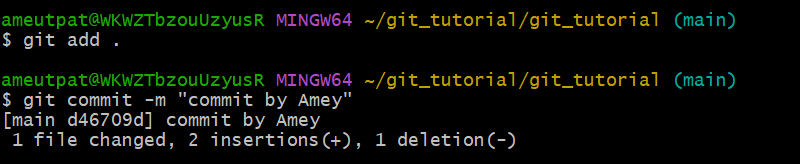 ameutpat@WKWZTbzouUzyusR MINGW64 ~/git_tutorial/git_tutorial (main)
$ git add .
ameutpat@WKWZTbzouUzyusR MINGW64 ~/git_tutorial/git_tutorial (main)
$ git commit -m "commit by Amey"
[main d46709d] commit by Amey
 1 file changed, 2 insertions(+), 1 deletion(-)